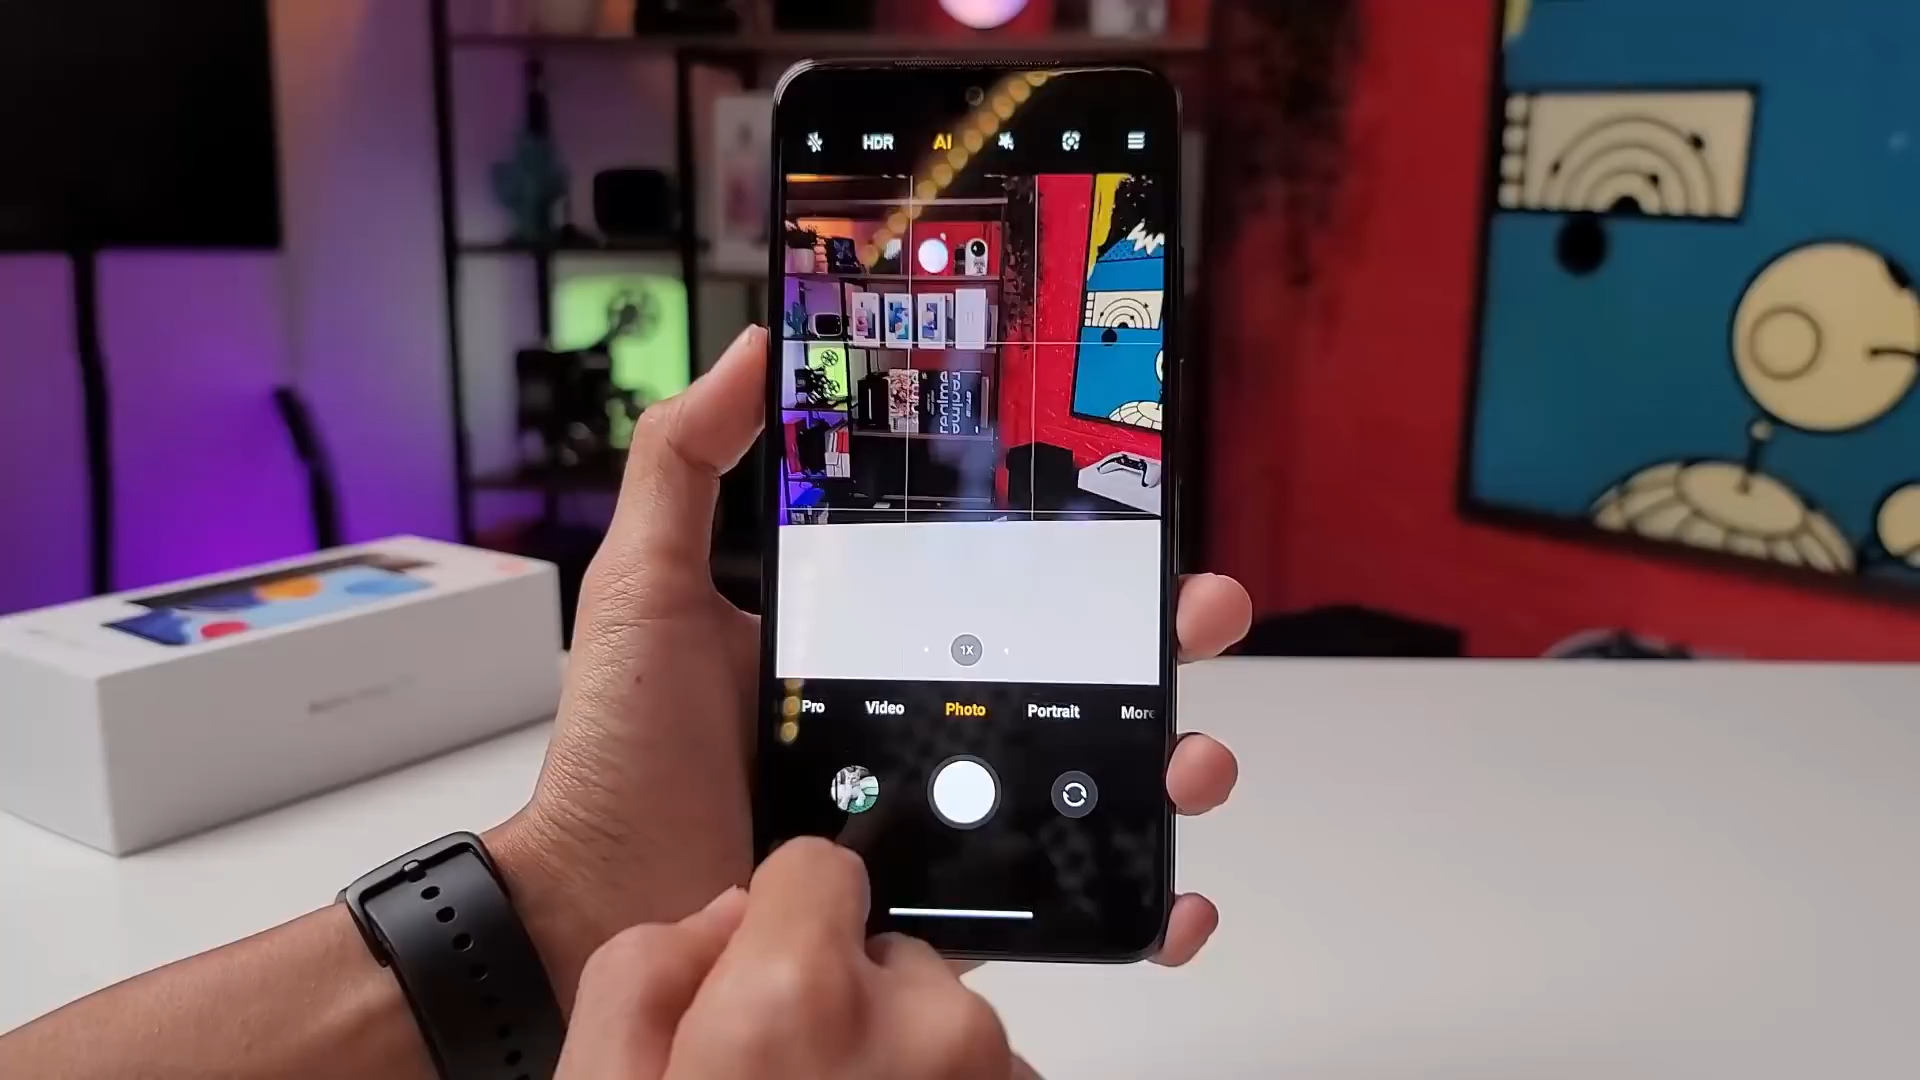 HDR AI
realme
realme
1X
Pro Video Photo Portrait More